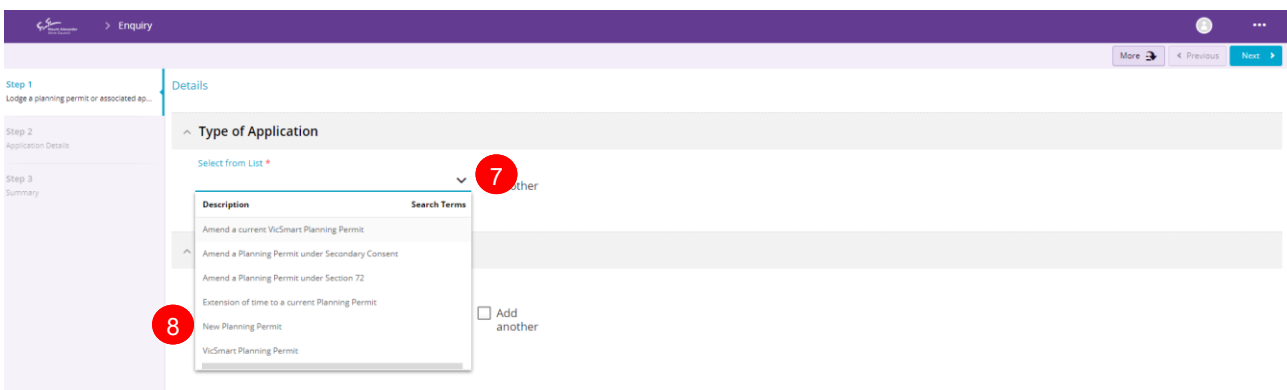 > Enquiry
More
< Previous
Next >
Step 1
Lodge a planning permit or associated ap...
Step 2
Application Details
Step 3
Summary
Details
Type of Application
Select from List *
7
other
Description Search Terms
Amend a current VicSmart Planning Permit
Amend a Planning Permit under Secondary Consent
Amend a Planning Permit under Section 72
Extension of time to a current Planning Permit
8
New Planning Permit
VicSmart Planning Permit
Add
another